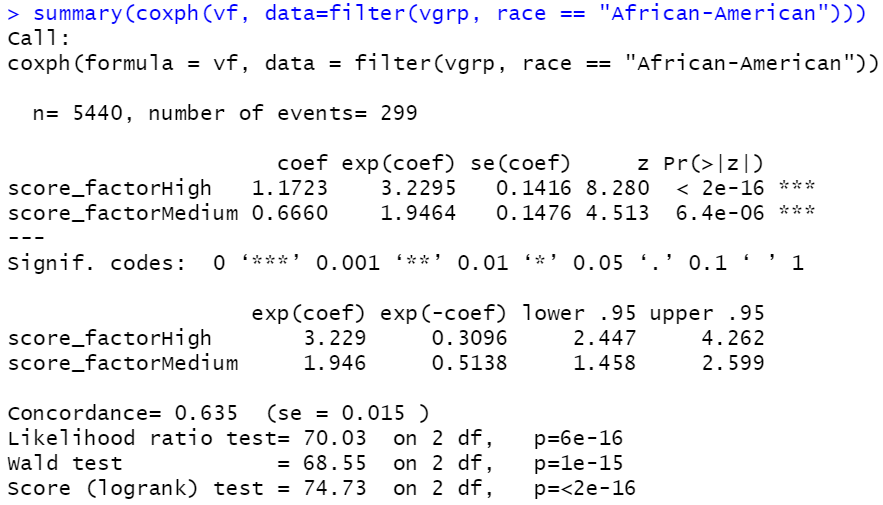 > summary(coxph(vf, data=filter(vgrp, race == "African-American")))
Call:
coxph(formula = vf, data = filter(vgrp, race == "African-American"))

  n= 5440, number of events= 299

                     coef exp(coef) se(coef)     z Pr(>|z|)
score_factorHigh   1.1723    3.2295   0.1416 8.280  < 2e-16 ***
score_factorMedium 0.6660    1.9464   0.1476 4.513  6.4e-06 ***
---
Signif. codes:  0 ‘***’ 0.001 ‘**’ 0.01 ‘*’ 0.05 ‘.’ 0.1 ‘ ’ 1

                   exp(coef) exp(-coef) lower .95 upper .95
score_factorHigh       3.229     0.3096     2.447     4.262
score_factorMedium     1.946     0.5138     1.458     2.599

Concordance= 0.635  (se = 0.015 )
Likelihood ratio test= 70.03  on 2 df,   p=6e-16
Wald test            = 68.55  on 2 df,   p=1e-15
Score (logrank) test = 74.73  on 2 df,   p=<2e-16